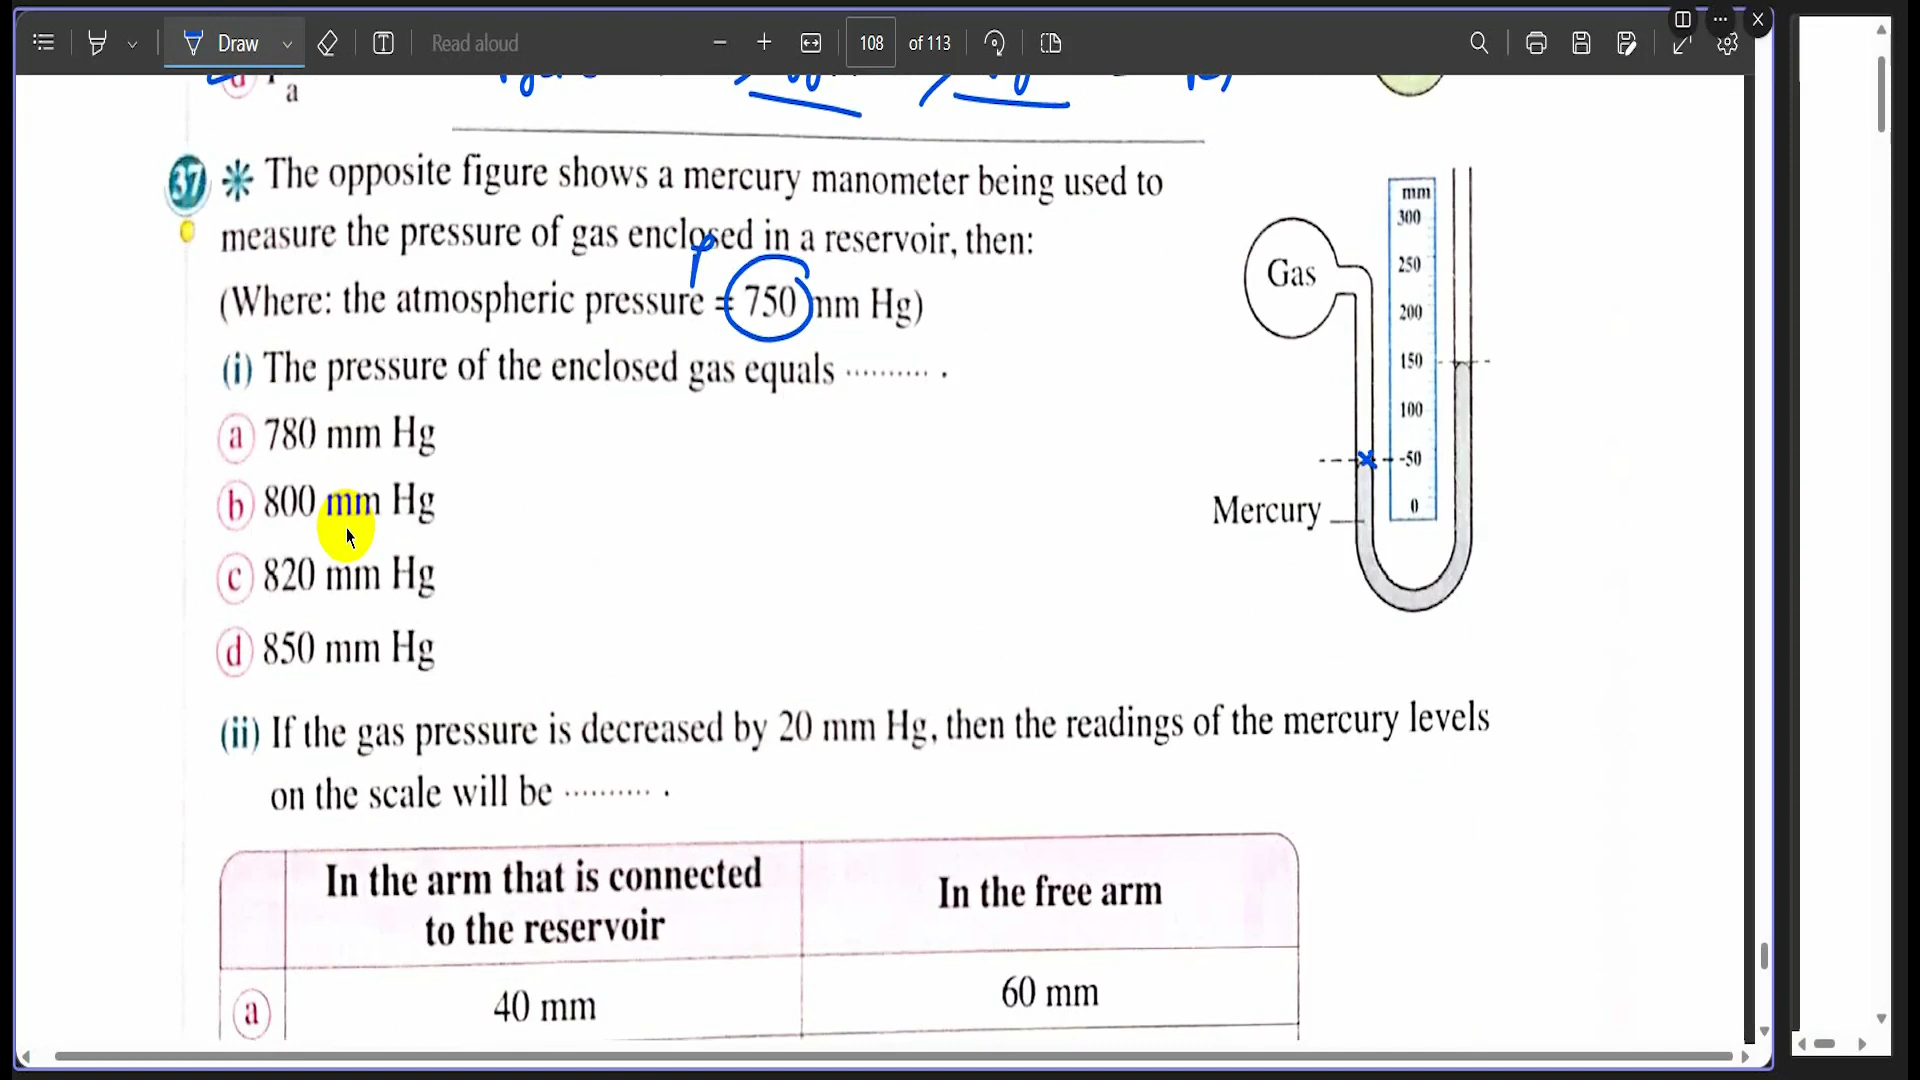 Draw
Read aloud
108 of 113
a
37 * The opposite figure shows a mercury manometer being used to
measure the pressure of gas enclosed in a reservoir, then:
(Where: the atmospheric pressure = 750 mm Hg)
(i) The pressure of the enclosed gas equals .......... .
a 780 mm Hg
b 800 mm Hg
c 820 mm Hg
d 850 mm Hg
Gas
Mercury
mm
300
250
200
150
100
50
0
(ii) If the gas pressure is decreased by 20 mm Hg, then the readings of the mercury levels
on the scale will be .......... .
In the arm that is connected
to the reservoir
In the free arm
a 40 mm 60 mm